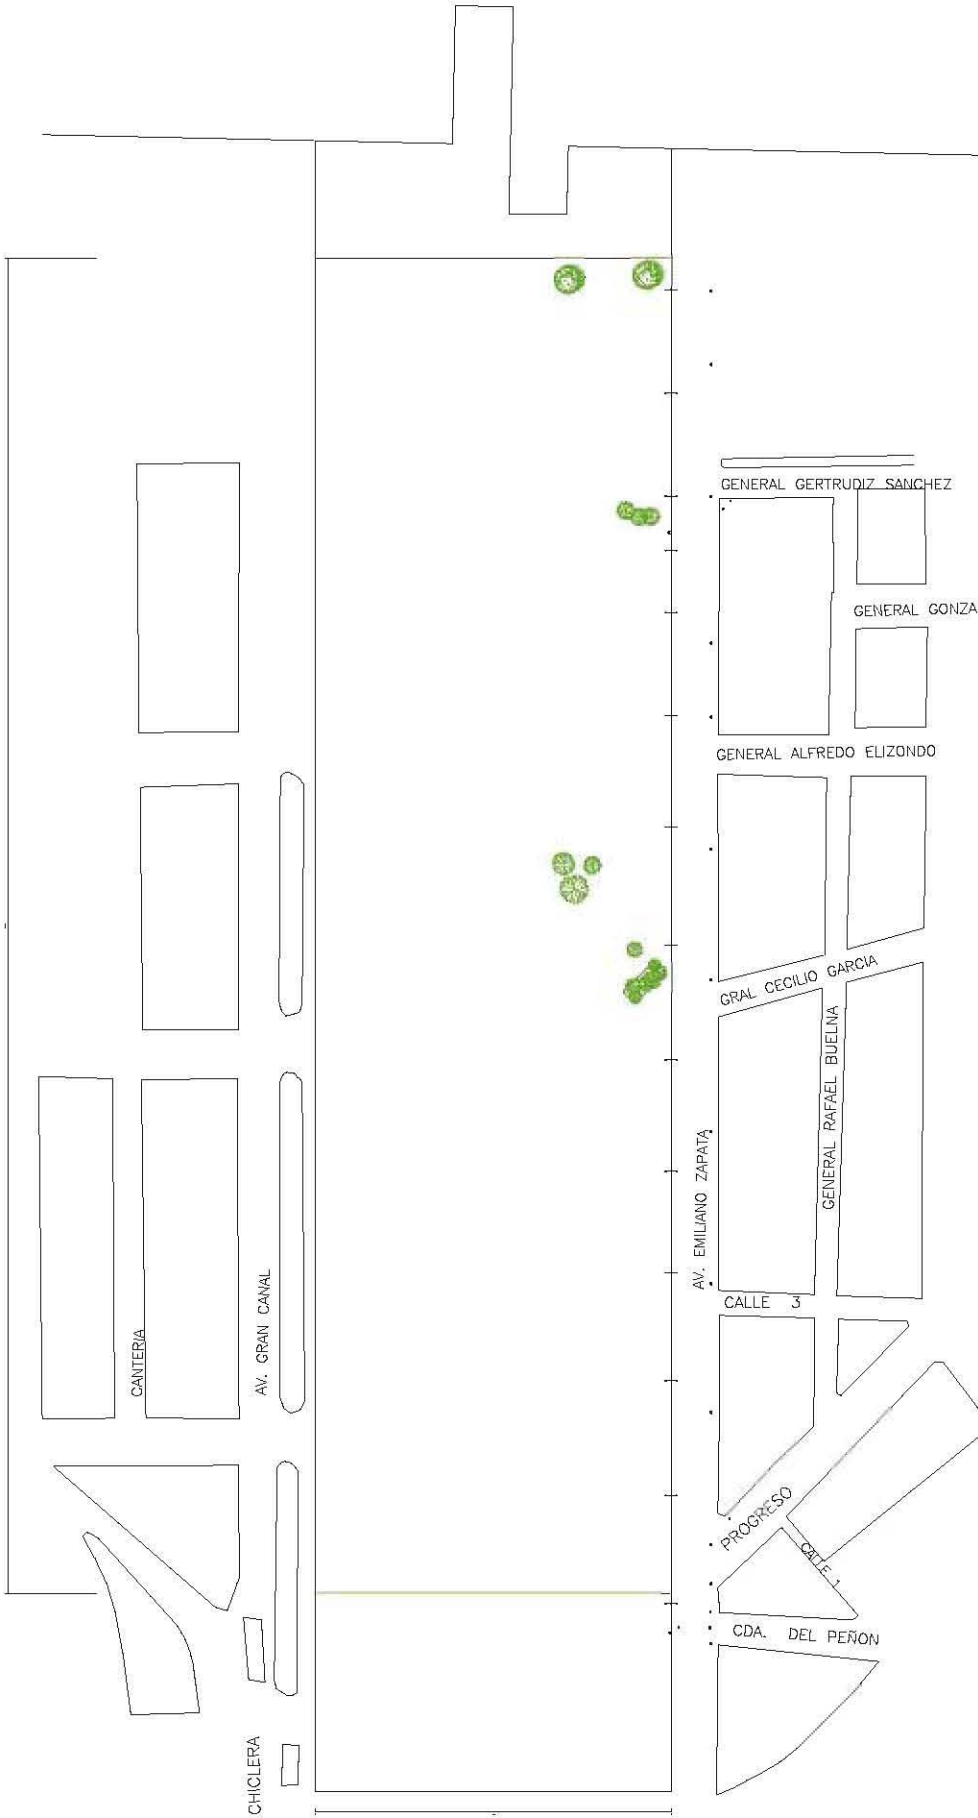 GENERAL GERTRUDIZ SANCHEZ
GENERAL GONZA
GENERAL ALFREDO ELIZONDO
GRAL CECILIO GARCIA
GENERAL RAFAEL BUELNA
AV. EMILIANO ZAPATA
CALLE 3
CANTERIA
AV. GRAN CANAL
PROGRESO
CALLE 1
CDA. DEL PEÑON
CHICLERA